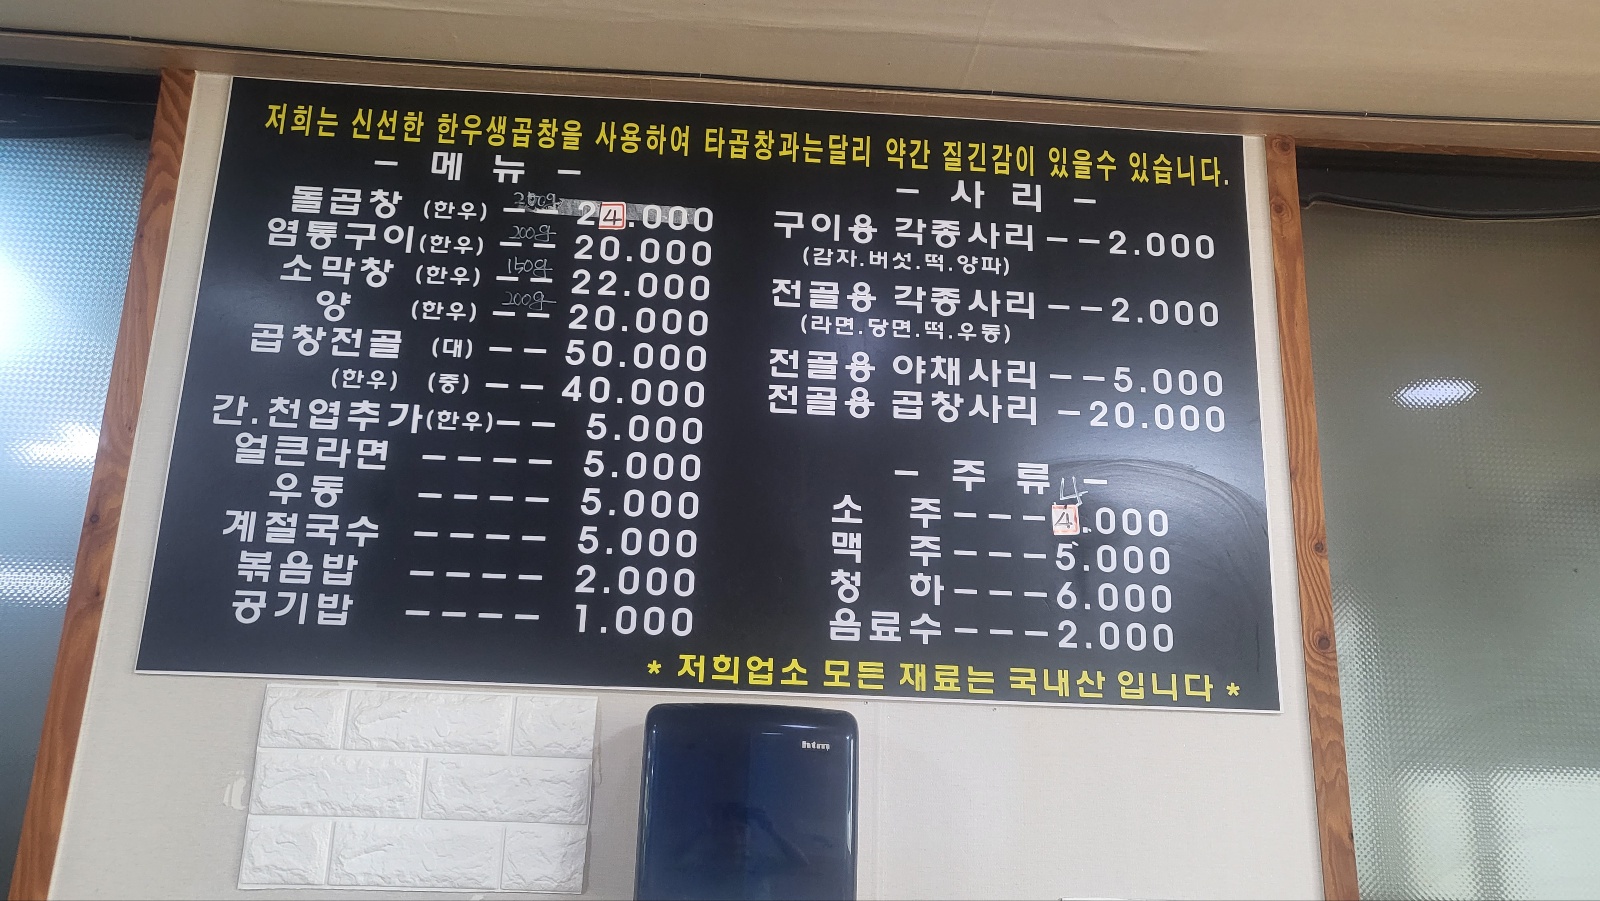 저희는 신선한 한우생곱창을 사용하여 타곱창과는달리 약간 질긴감이 있을수 있습니다.
- 메 뉴 -
돌곱창 (한우) -- 24.000
염통구이(한우) 200g -- 20.000
소막창 (한우) 150g -- 22.000
양 (한우) 200g -- 20.000
곱창전골 (대) -- 50.000
(한우) (중) -- 40.000
간.천엽추가(한우)-- 5.000
얼큰라면 ---- 5.000
우동 ---- 5.000
계절국수 ---- 5.000
볶음밥 ---- 2.000
공기밥 ---- 1.000
- 사 리 -
구이용 각종사리--2.000
(감자.버섯.떡.양파)
전골용 각종사리--2.000
(라면.당면.떡.우동)
전골용 야채사리--5.000
전골용 곱창사리 -20.000
- 주 류 -
4
소 주---4.000
맥 주---5.000
청 하---6.000
음료수---2.000
* 저희업소 모든 재료는 국내산 입니다 *
htm